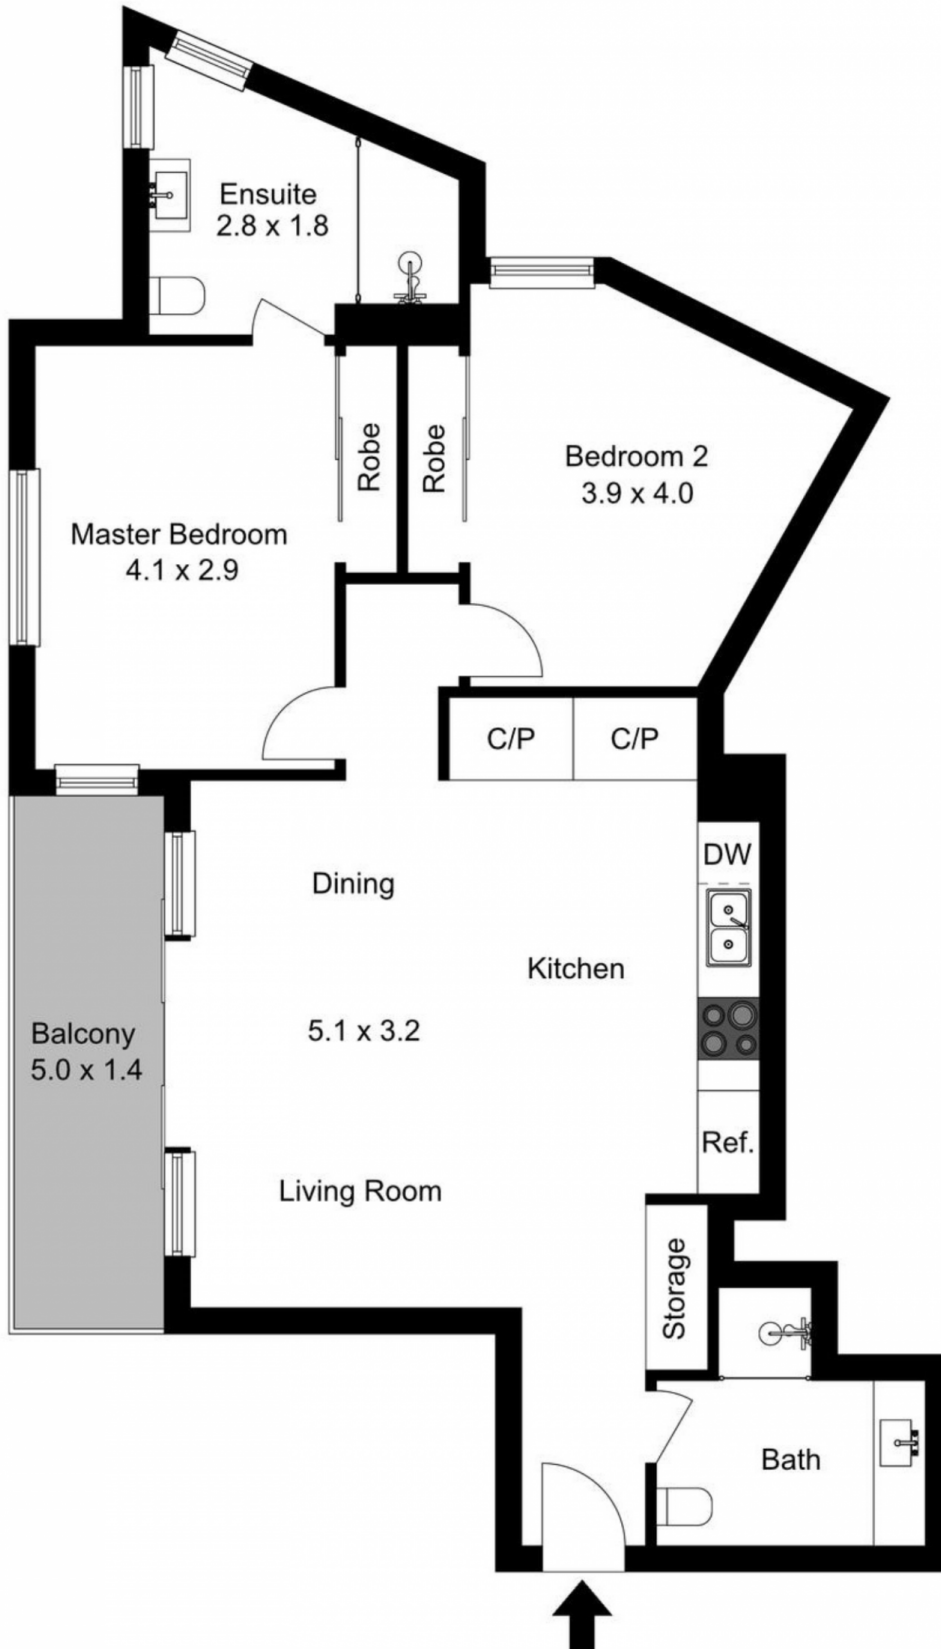 Ensuite
2.8 x 1.8
Robe
Robe
Bedroom 2
3.9 x 4.0
Master Bedroom
4.1 x 2.9
C/P
C/P
DW
Dining
Kitchen
5.1 x 3.2
Balcony
5.0 x 1.4
Ref.
Living Room
Storage
Bath